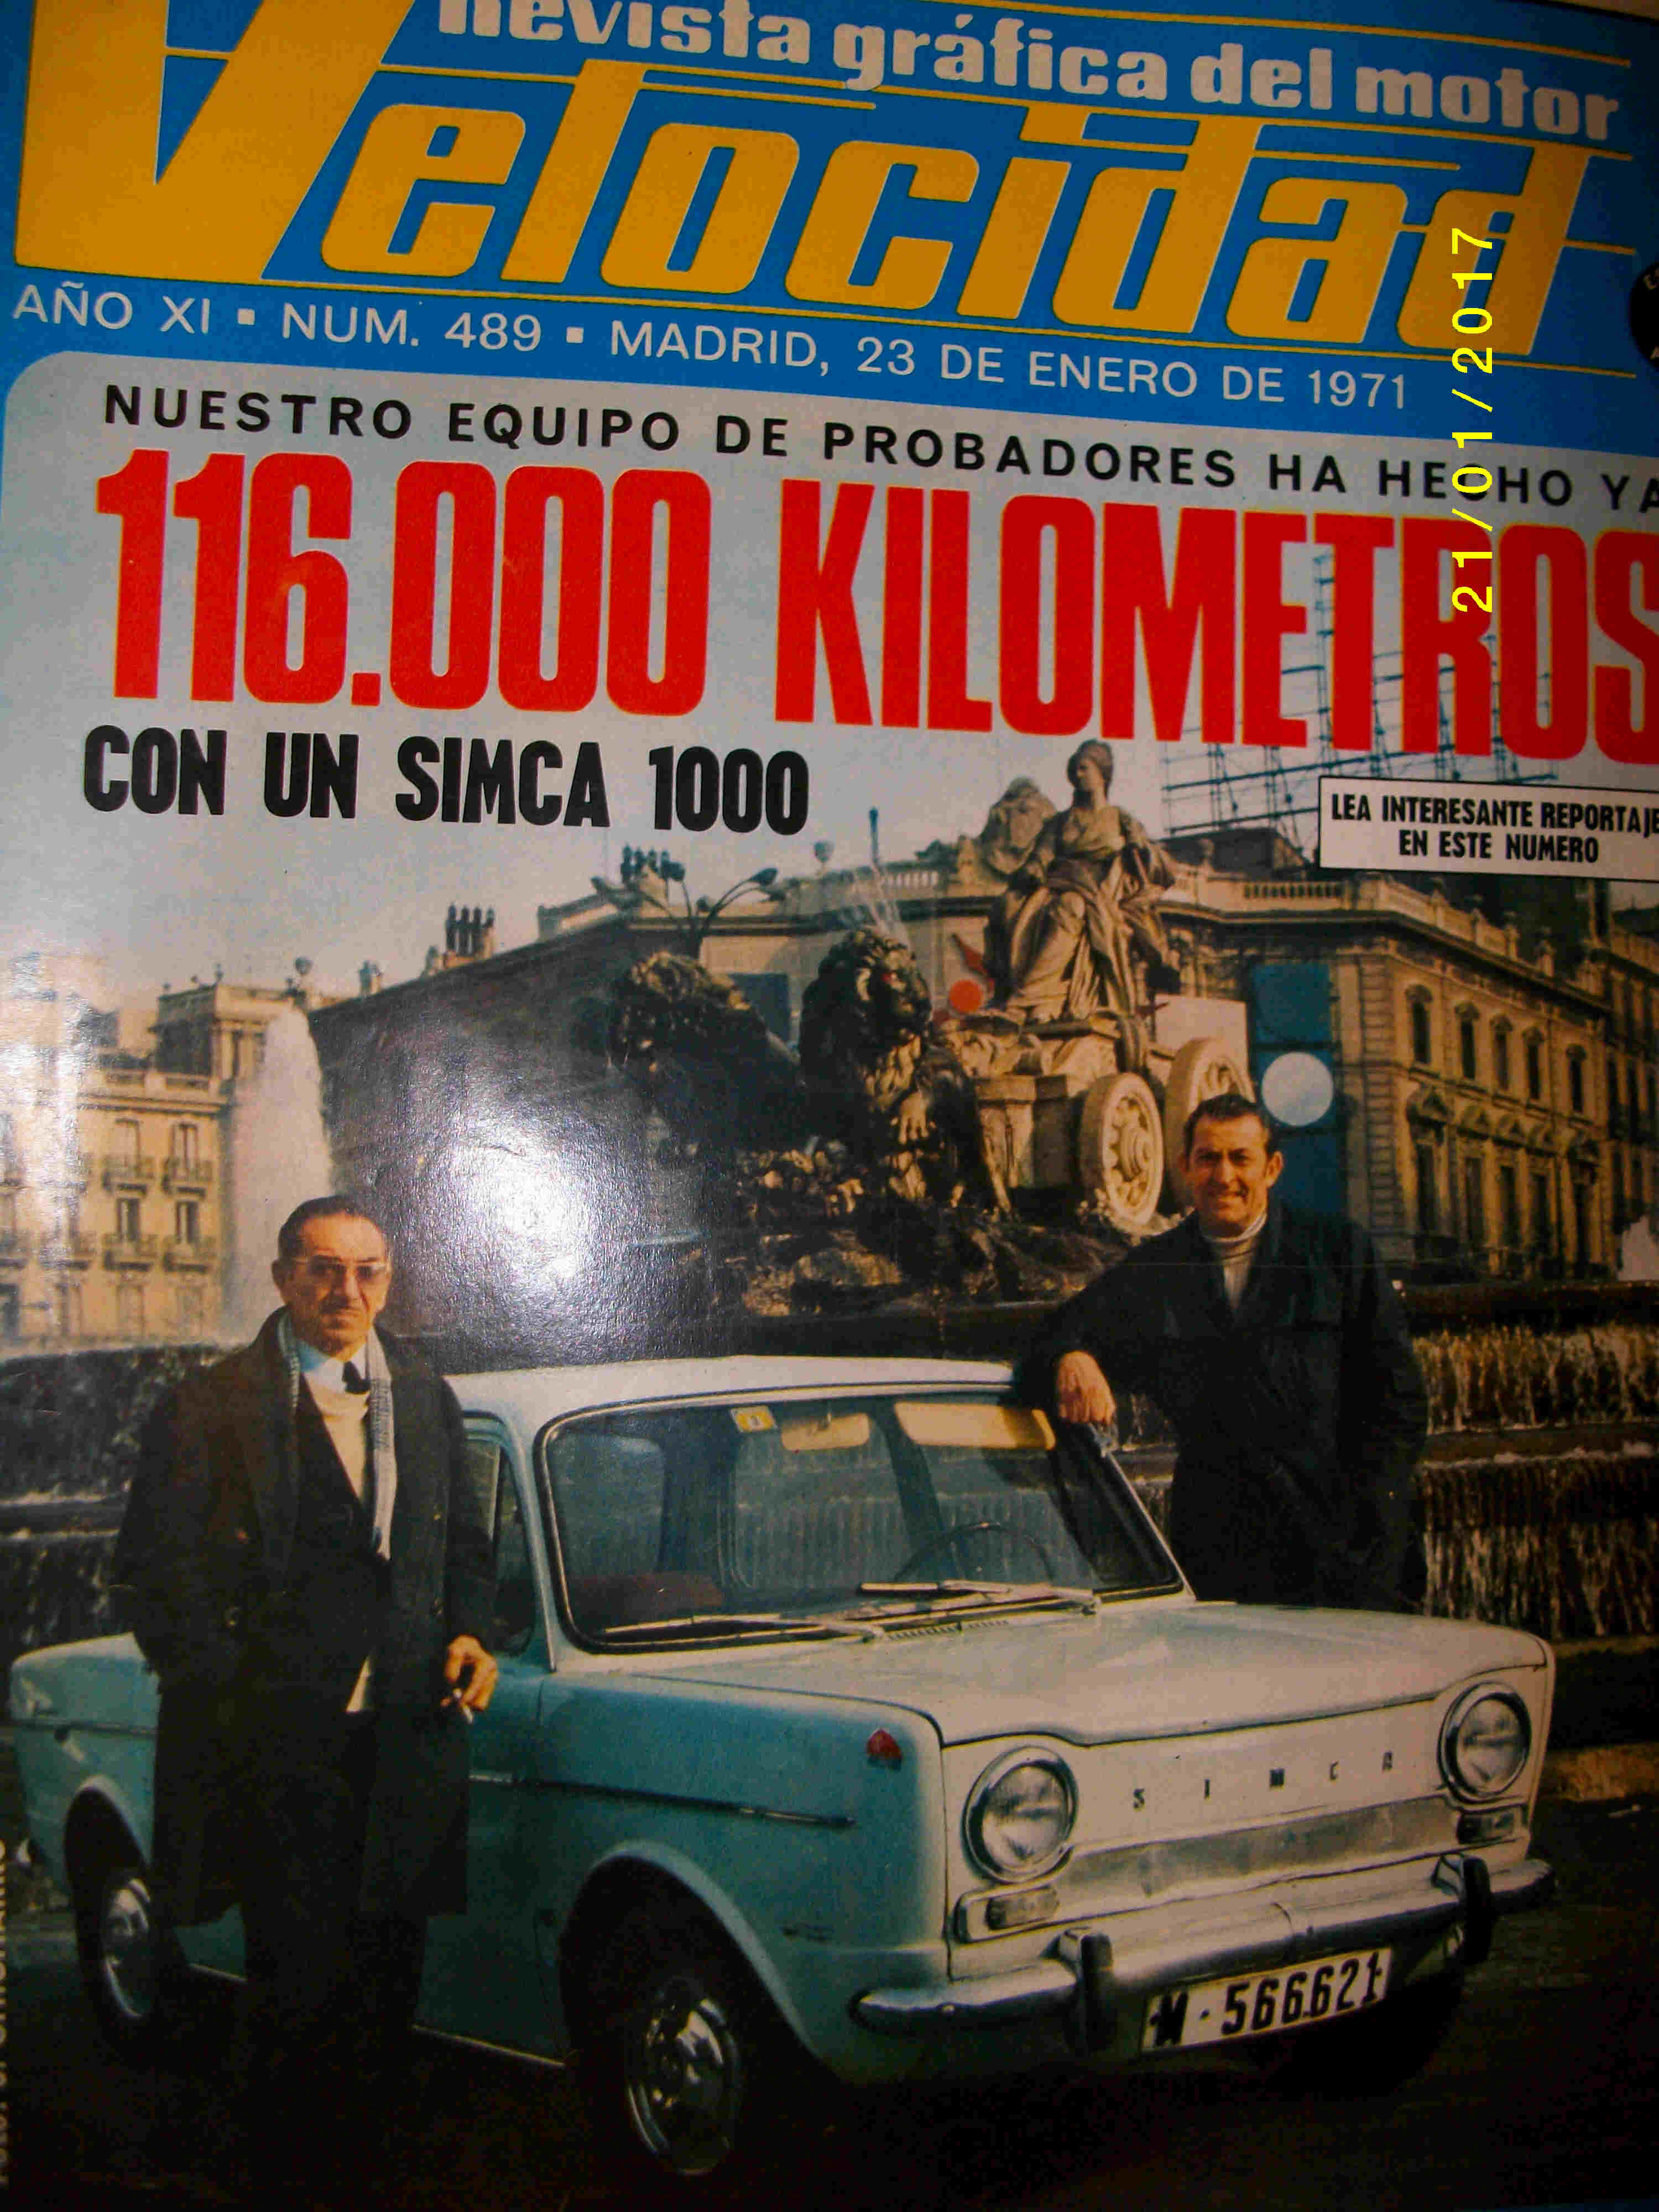 Revista gráfica del motor
Velocidad
AÑO XI ▪ NUM. 489 ▪ MADRID, 23 DE ENERO DE 1971
NUESTRO EQUIPO DE PROBADORES HA HECHO YA
116.000 KILOMETROS
CON UN SIMCA 1000
LEA INTERESANTE REPORTAJE
EN ESTE NUMERO
SIMCA
M-566.621
21/01/2017